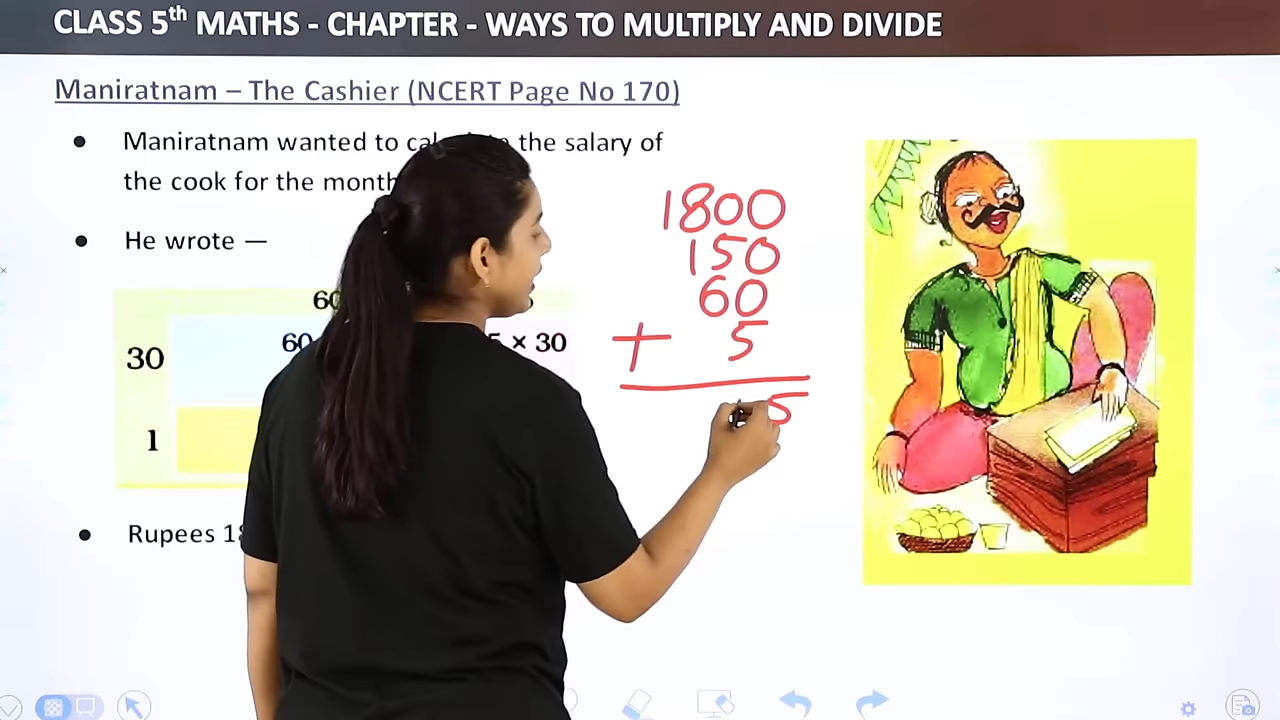 CLASS 5th MATHS - CHAPTER - WAYS TO MULTIPLY AND DIVIDE
Maniratnam – The Cashier (NCERT Page No 170)
• Maniratnam wanted to the salary of
the cook for the month
• He wrote —
60
30 60 × 30
1
• Rupees
1800
150
60
+ 5
5